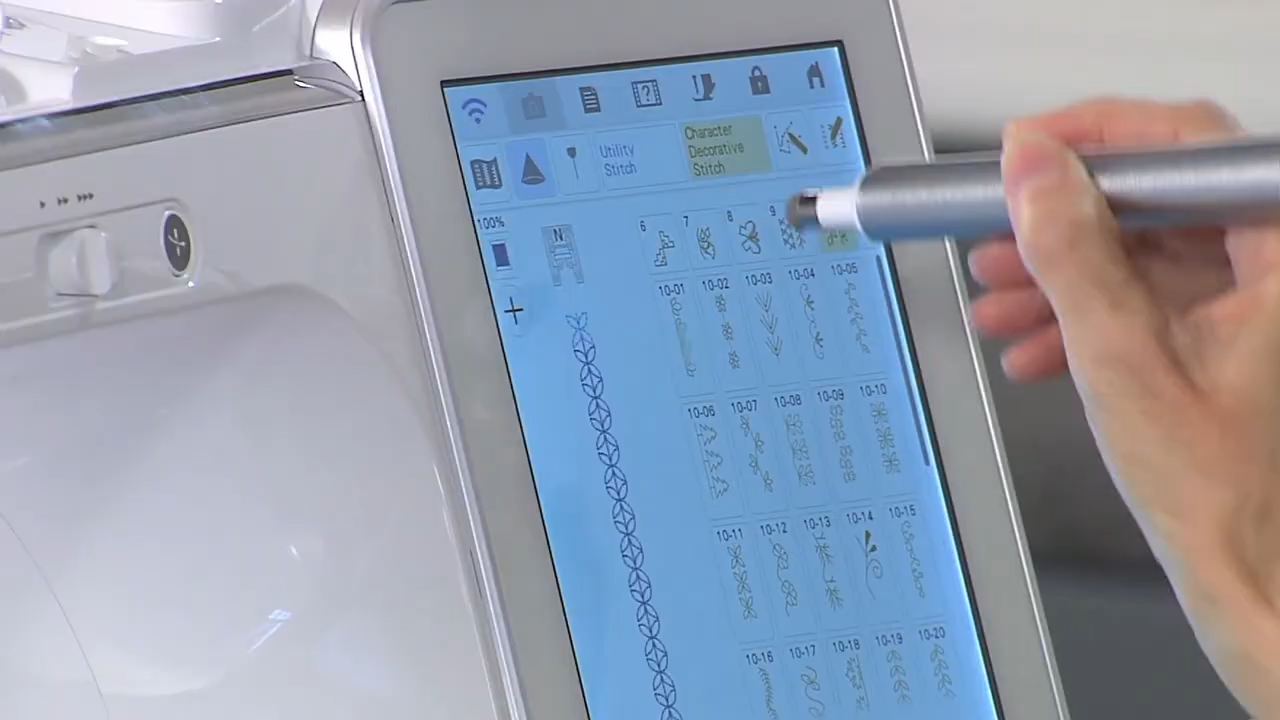 ?
Utility
Stitch
Character
Decorative
Stitch
100%
N
6 7 8 9
10-01 10-02 10-03 10-04 10-05
10-06 10-07 10-08 10-09 10-10
10-11 10-12 10-13 10-14 10-15
10-16 10-17 10-18 10-19 10-20